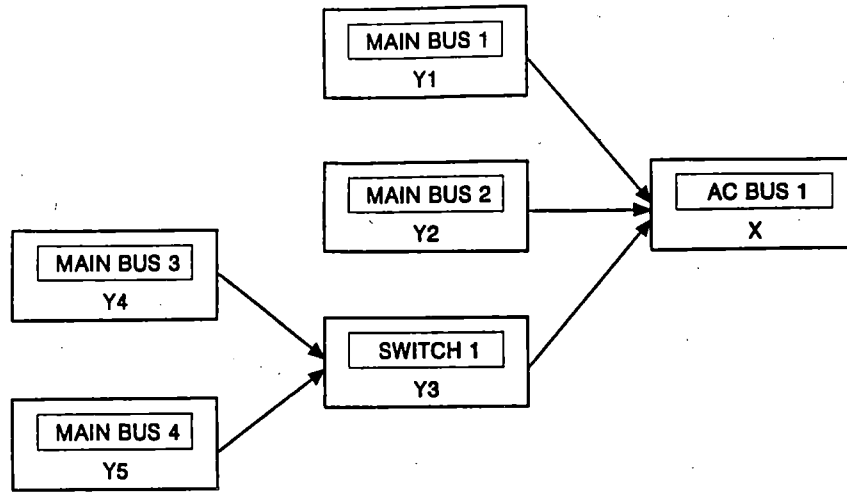 MAIN BUS 1
Y1
MAIN BUS 2
Y2
AC BUS 1
X
MAIN BUS 3
Y4
SWITCH 1
Y3
MAIN BUS 4
Y5